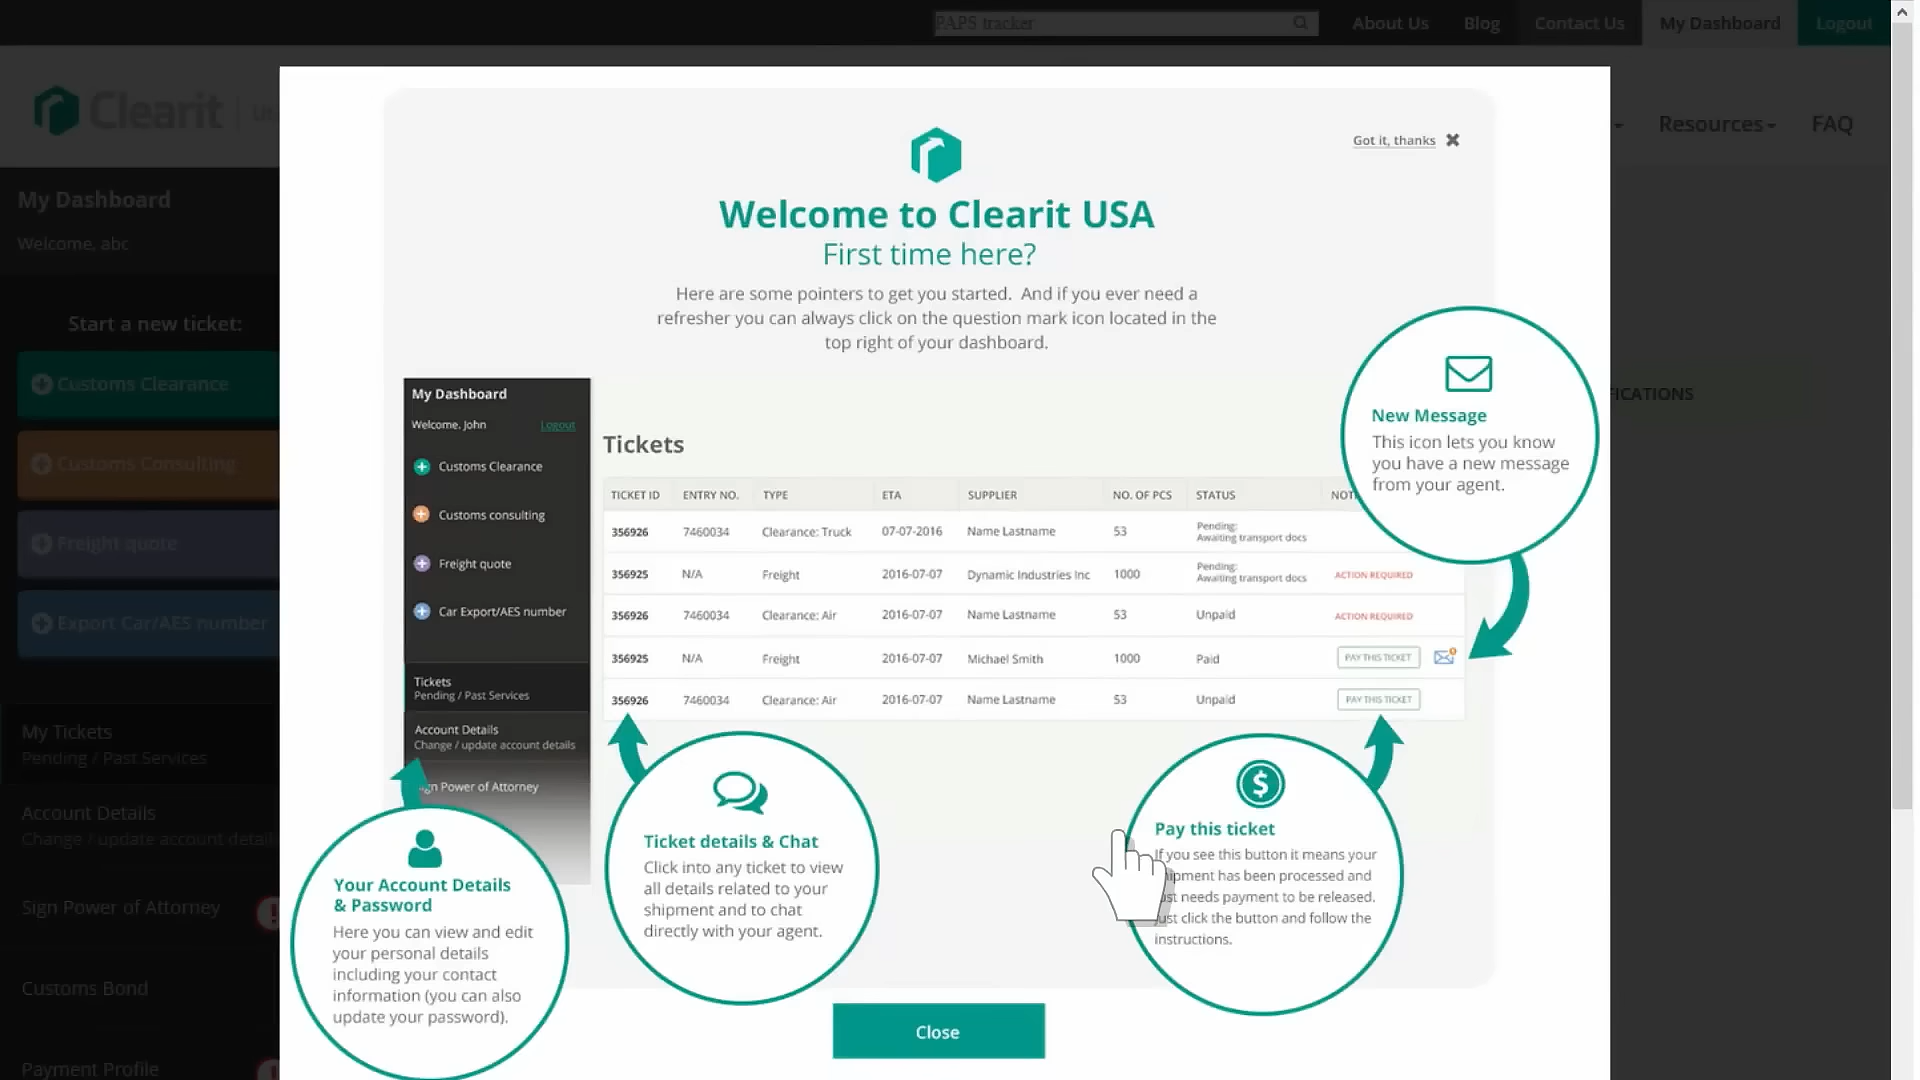 PAPS tracker
About Us
Blog
Contact Us
My Dashboard
Logout
Clearit
Resources
FAQ
My Dashboard
Welcome, abc
Start a new ticket:
Customs Clearance
Customs Consulting
Freight quote
Export Car/AES number
My Tickets
Pending / Past Services
Account Details
Change / update account detail
Sign Power of Attorney
Customs Bond
Payment Profile
FICATIONS
Got it, thanks
Welcome to Clearit USA
First time here?
Here are some pointers to get you started. And if you ever need a
refresher you can always click on the question mark icon located in the
top right of your dashboard.
My Dashboard
Welcome, John
Logout
Customs Clearance
Customs consulting
Freight quote
Car Export/AES number
Tickets
Pending / Past Services
Account Details
Change / update account details
gn Power of Attorney
Tickets
TICKET ID ENTRY NO. TYPE ETA SUPPLIER NO. OF PCS STATUS NOT
356926 7460034 Clearance: Truck 07-07-2016 Name Lastname 53 Pending: Awaiting transport docs
356925 N/A Freight 2016-07-07 Dynamic Industries Inc 1000 Pending: Awaiting transport docs ACTION REQUIRED
356926 7460034 Clearance: Air 2016-07-07 Name Lastname 53 Unpaid ACTION REQUIRED
356925 N/A Freight 2016-07-07 Michael Smith 1000 Paid PAY THIS TICKET
356926 7460034 Clearance: Air 2016-07-07 Name Lastname 53 Unpaid PAY THIS TICKET
New Message
This icon lets you know
you have a new message
from your agent.
Your Account Details
& Password
Here you can view and edit
your personal details
including your contact
information (you can also
update your password).
Ticket details & Chat
Click into any ticket to view
all details related to your
shipment and to chat
directly with your agent.
Pay this ticket
If you see this button it means your
hipment has been processed and
ust needs payment to be released.
ust click the button and follow the
instructions.
Close